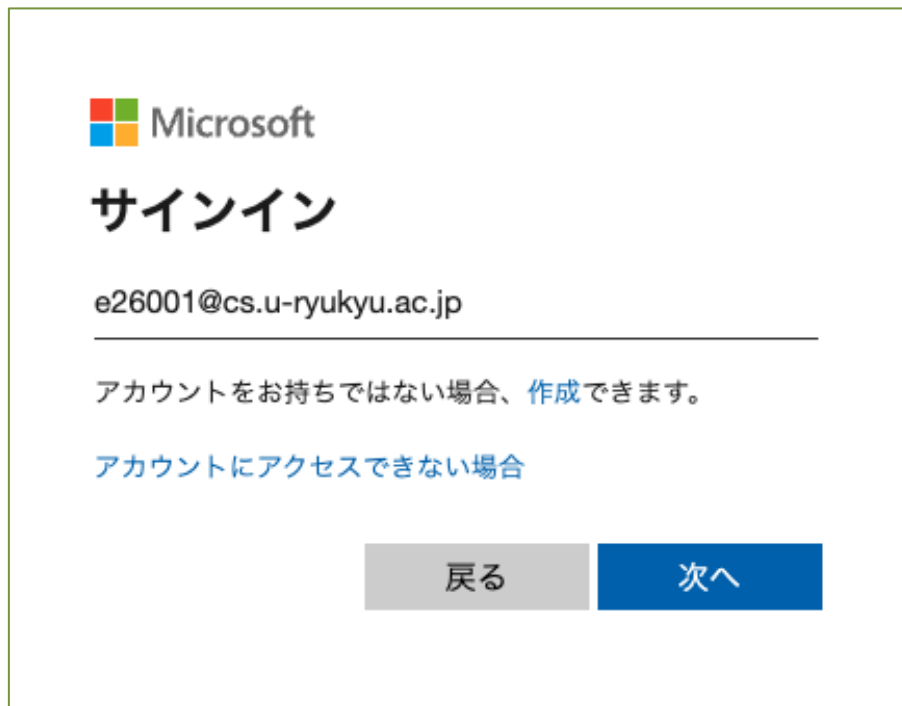 Microsoft
サインイン
e26001@cs.u-ryukyu.ac.jp
アカウントをお持ちではない場合、作成できます。
アカウントにアクセスできない場合
戻る
次へ